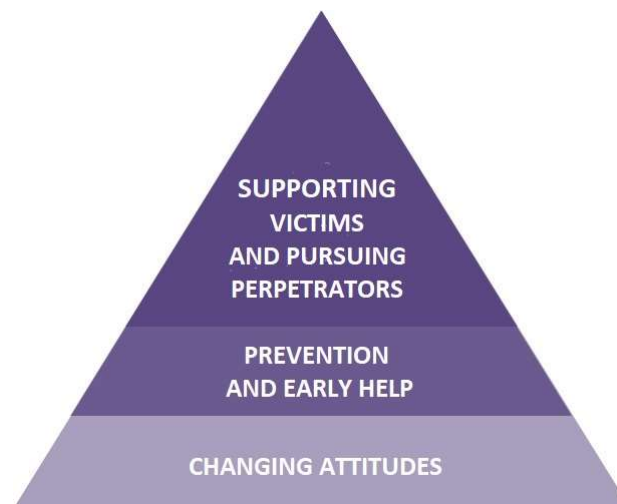 SUPPORTING
VICTIMS
AND PURSUING
PERPETRATORS
PREVENTION
AND EARLY HELP
CHANGING ATTITUDES